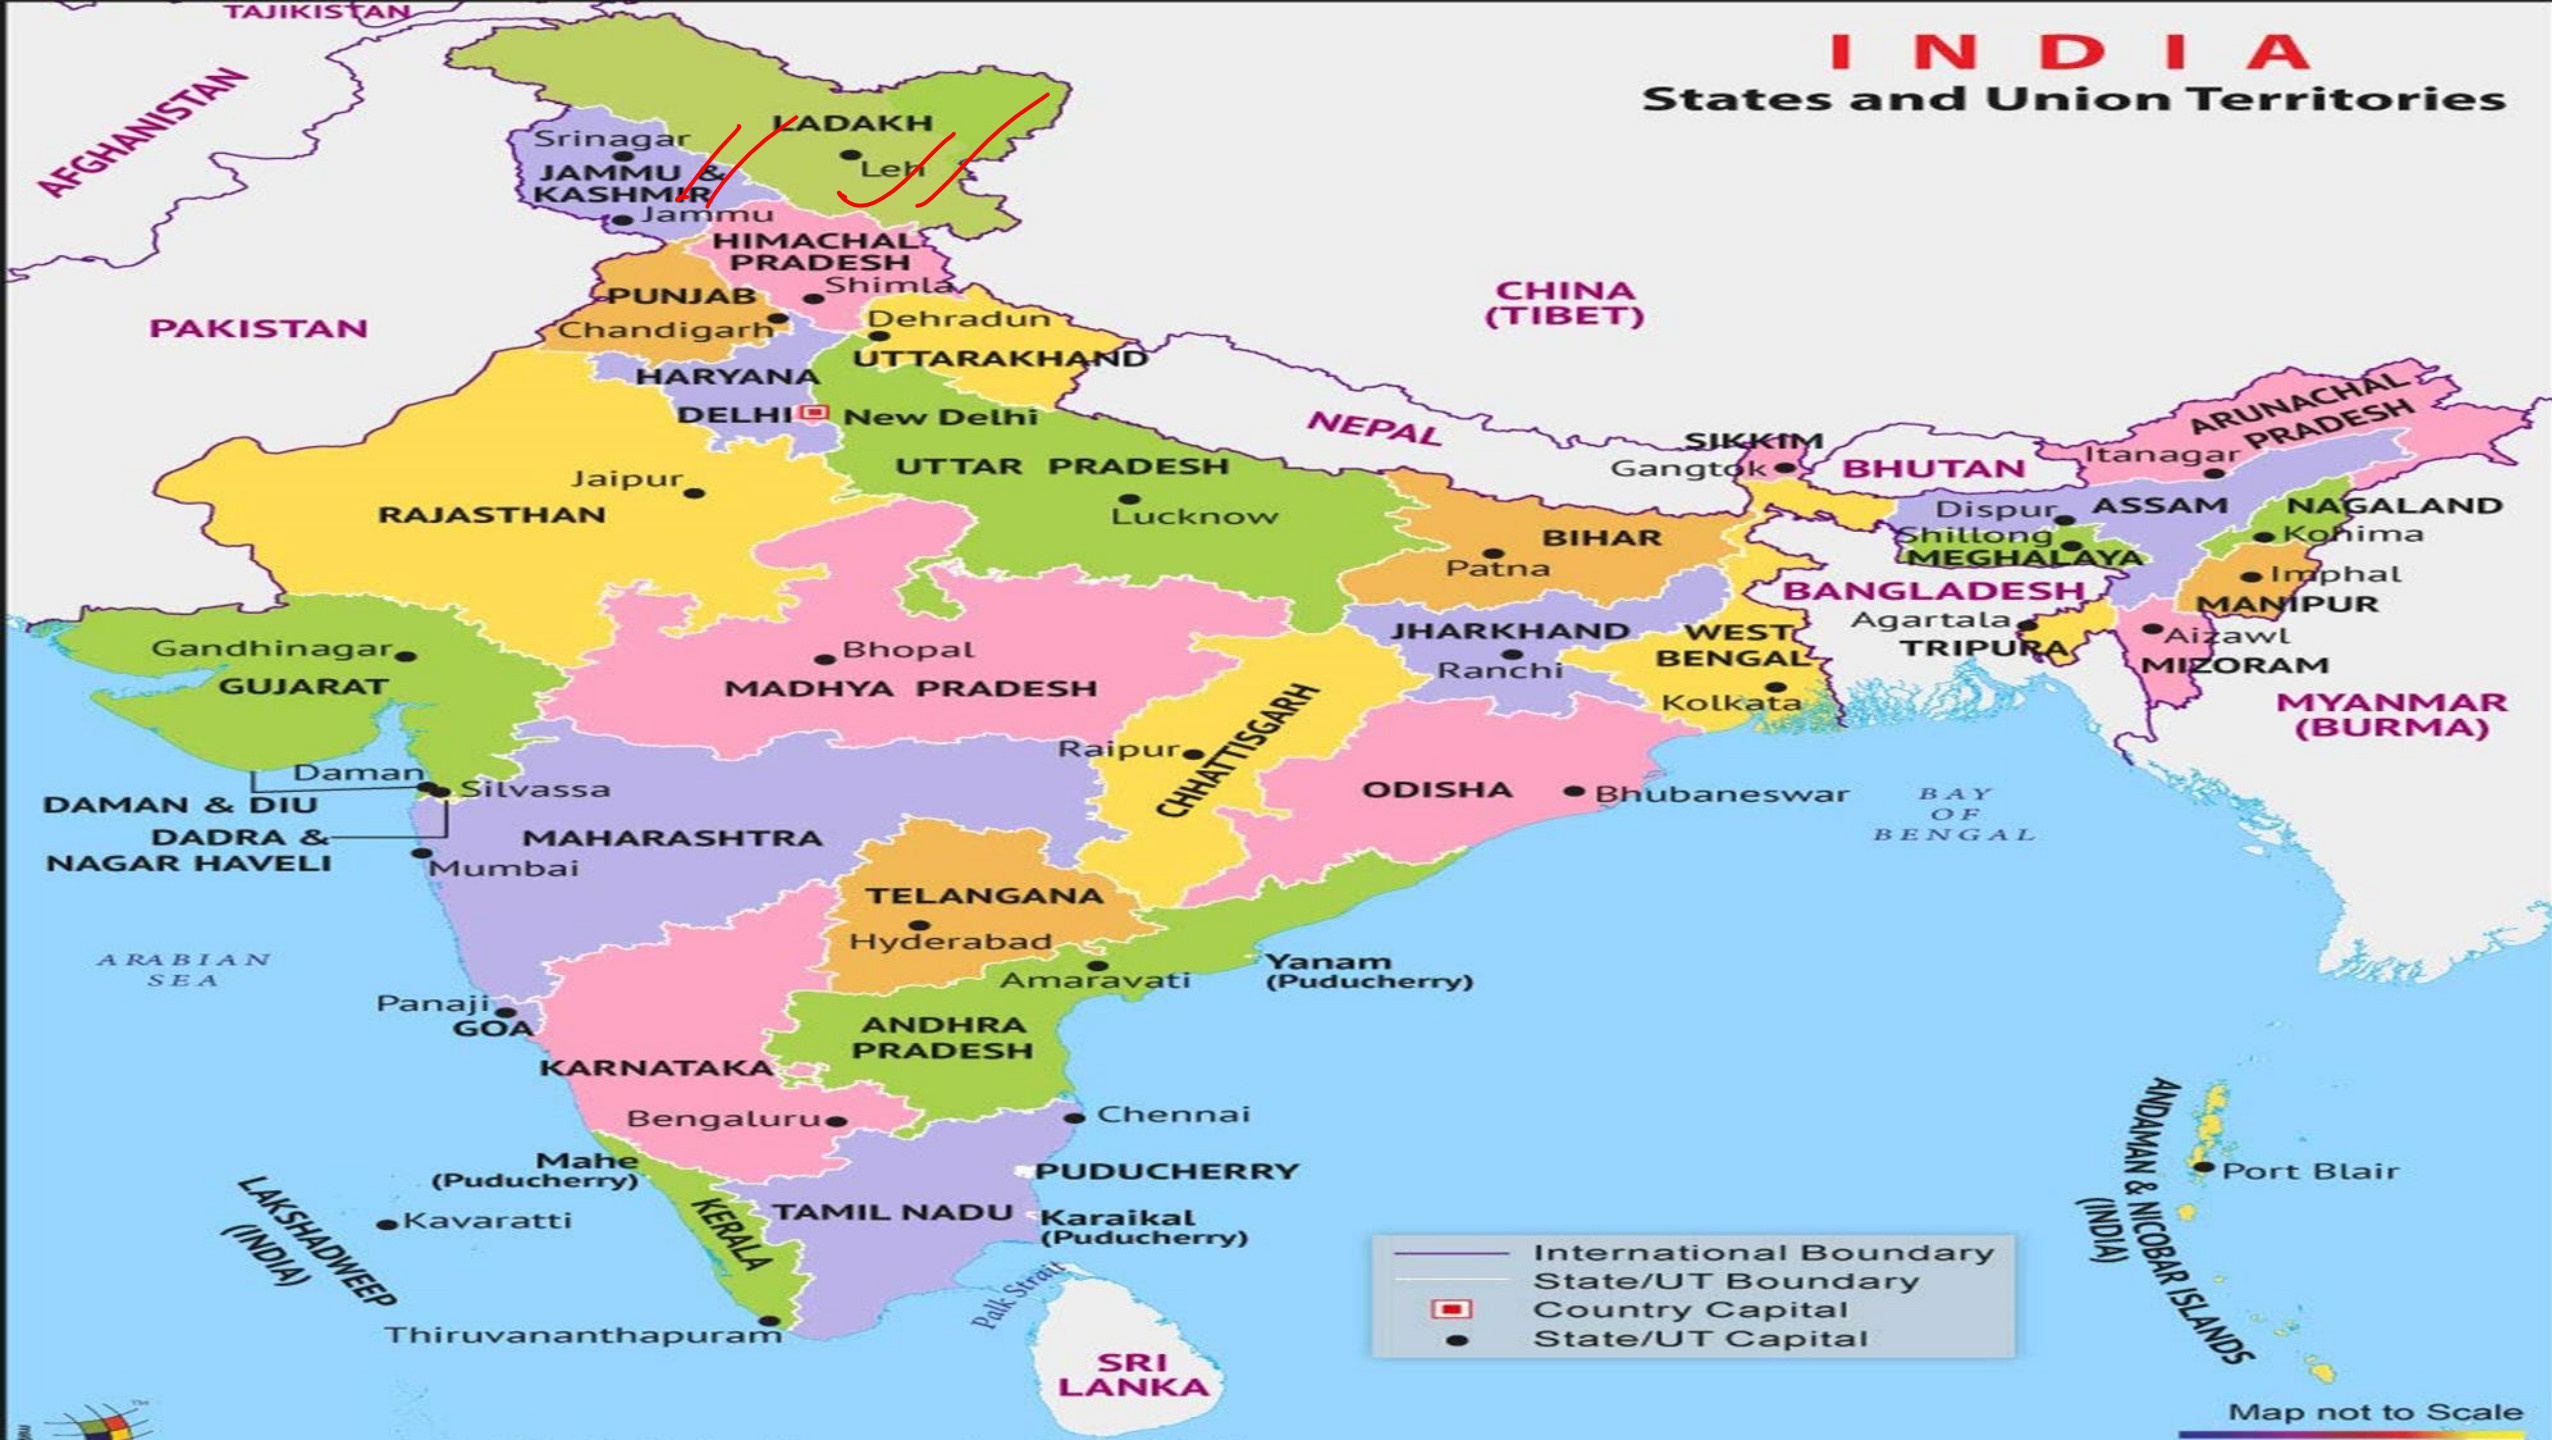 TAJIKISTAN
I N D I A
States and Union Territories
AFGHANISTAN
LADAKH
Srinagar
Leh
JAMMU &
KASHMIR
Jammu
HIMACHAL
PRADESH
Shimla
PUNJAB
Chandigarh
Dehradun
UTTARAKHAND
CHINA
(TIBET)
PAKISTAN
HARYANA
DELHI
New Delhi
NEPAL
ARUNACHAL
PRADESH
SIKKIM
Gangtok
BHUTAN
Itanagar
UTTAR PRADESH
Jaipur
RAJASTHAN
Lucknow
BIHAR
Patna
Dispur
ASSAM
NAGALAND
Shillong
Kohima
MEGHALAYA
Imphal
BANGLADESH
MANIPUR
Agartala
TRIPURA
Aizawl
MIZORAM
JHARKHAND
Ranchi
WEST
BENGAL
Kolkata
Gandhinagar
GUJARAT
Bhopal
MADHYA PRADESH
MYANMAR
(BURMA)
Raipur
CHHATTISGARH
Daman
Silvassa
DAMAN & DIU
DADRA &
NAGAR HAVELI
MAHARASHTRA
Mumbai
ODISHA
Bhubaneswar
BAY
OF
BENGAL
TELANGANA
Hyderabad
ARABIAN
SEA
Amaravati
Yanam
(Puducherry)
Panaji
GOA
ANDHRA
PRADESH
KARNATAKA
Bengaluru
Chennai
Mahe
(Puducherry)
PUDUCHERRY
LAKSHADWEEP
(INDIA)
Kavaratti
KERALA
TAMIL NADU
Karaikal
(Puducherry)
ANDAMAN & NICOBAR ISLANDS
(INDIA)
Port Blair
Palk Strait
Thiruvananthapuram
SRI
LANKA
International Boundary
State/UT Boundary
Country Capital
State/UT Capital
Map not to Scale